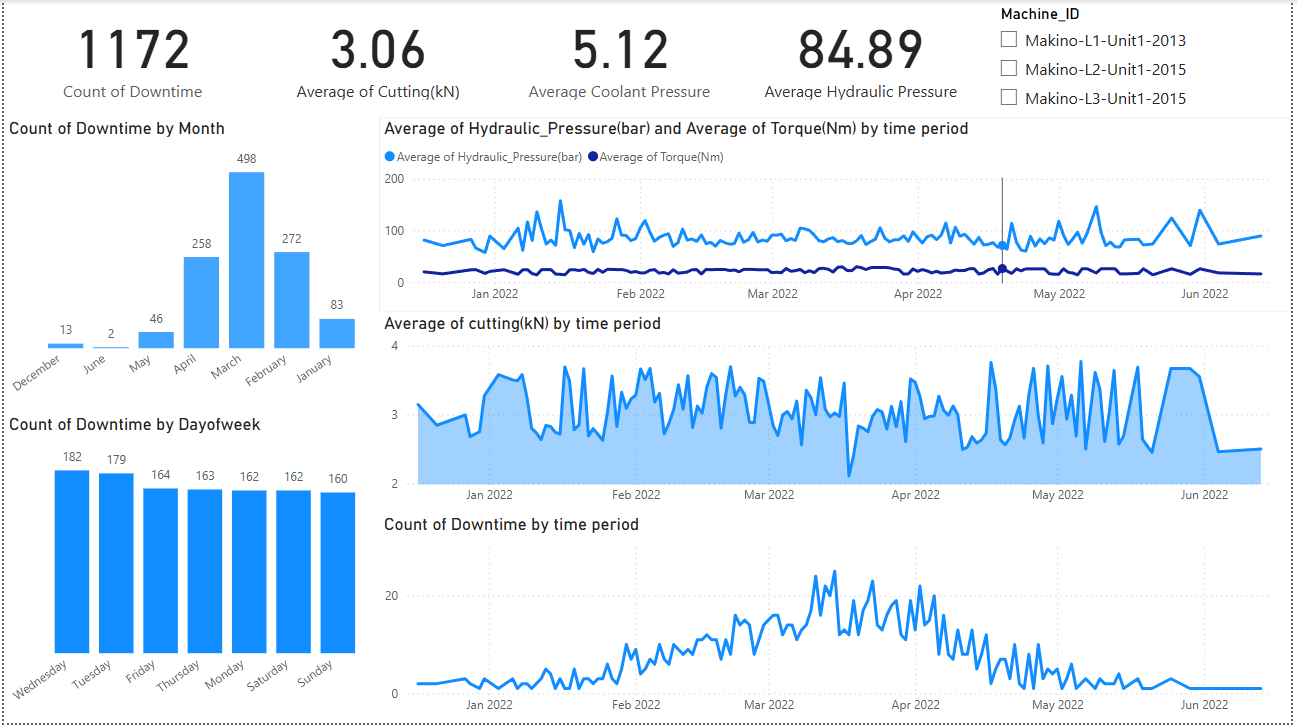 1172
Count of Downtime
3.06
Average of Cutting(kN)
5.12
Average Coolant Pressure
84.89
Average Hydraulic Pressure
Machine_ID
Makino-L1-Unit1-2013
Makino-L2-Unit1-2015
Makino-L3-Unit1-2015
Count of Downtime by Month
498
258
272
83
46
13
2
December
June
May
April
March
February
January
Count of Downtime by Dayofweek
182
179
164
163
162
162
160
Wednesday
Tuesday
Friday
Thursday
Monday
Saturday
Sunday
Average of Hydraulic_Pressure(bar) and Average of Torque(Nm) by time period
Average of Hydraulic_Pressure(bar) Average of Torque(Nm)
200
100
0
Jan 2022 Feb 2022 Mar 2022 Apr 2022 May 2022 Jun 2022
Average of cutting(kN) by time period
4
3
2
Jan 2022 Feb 2022 Mar 2022 Apr 2022 May 2022 Jun 2022
Count of Downtime by time period
20
0
Jan 2022 Feb 2022 Mar 2022 Apr 2022 May 2022 Jun 2022